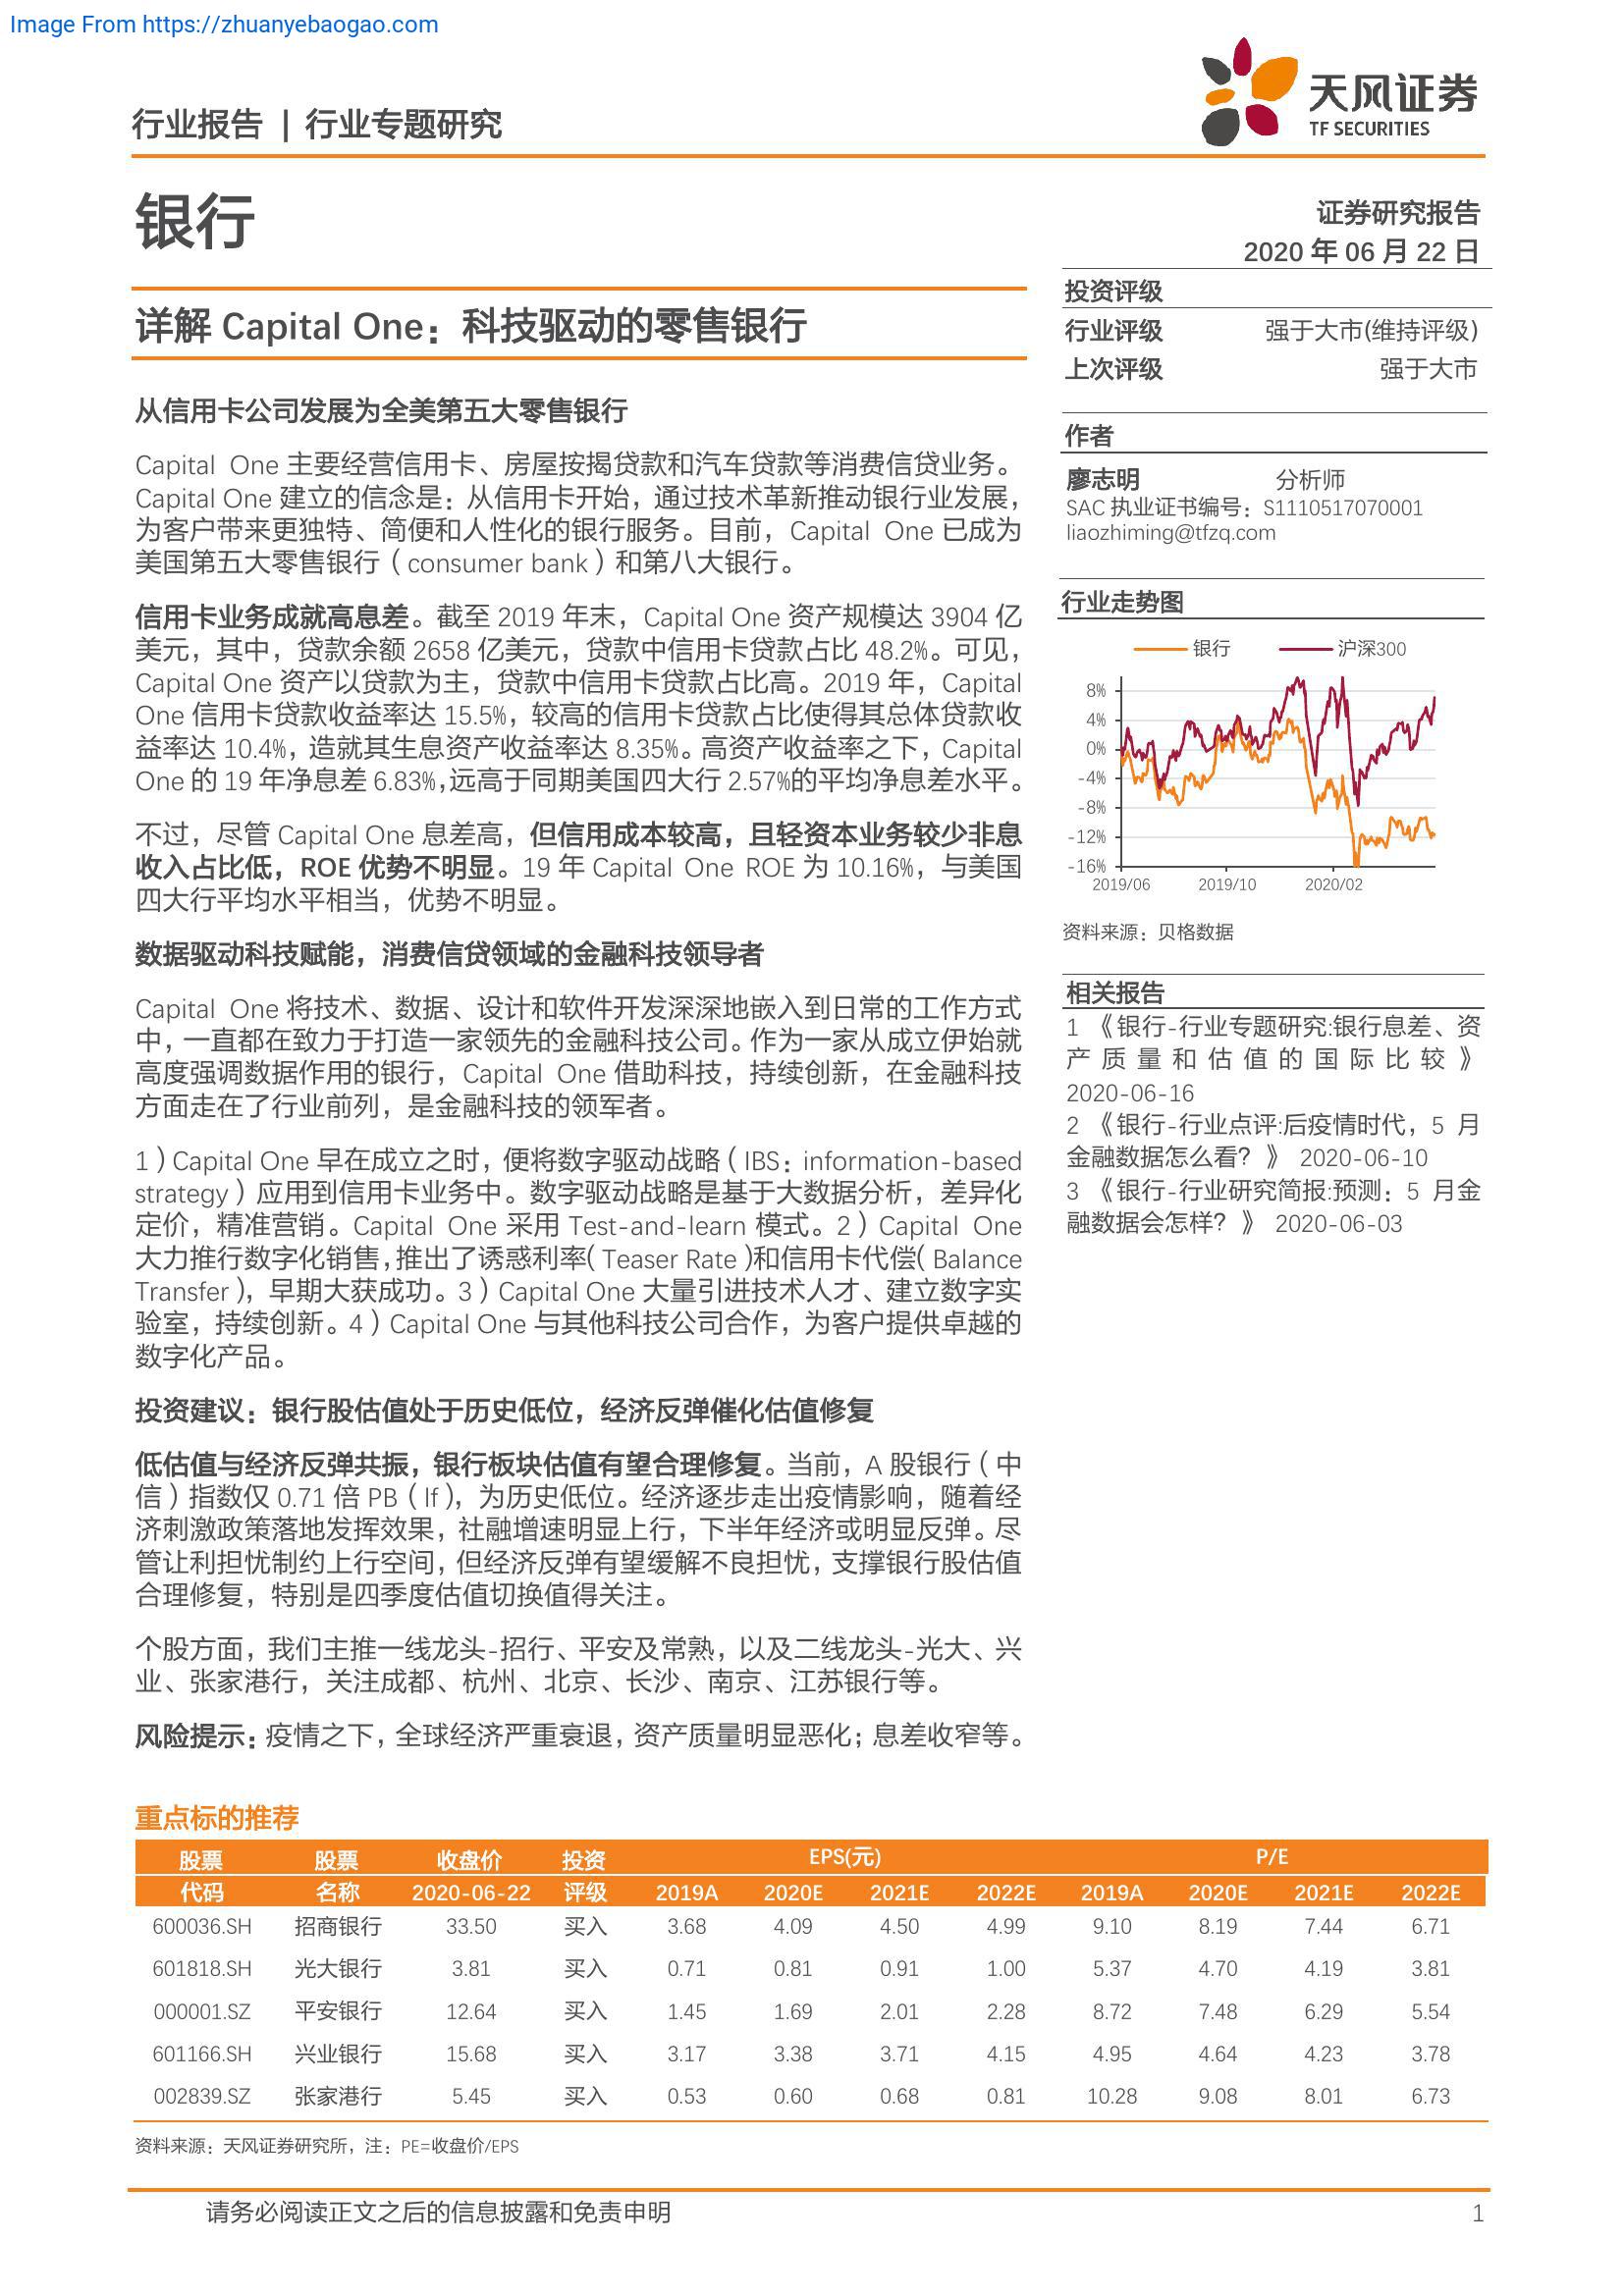 Image From https://zhuanyebaogao.com
天风证券
TF SECURITIES
行业报告 | 行业专题研究
银行
证券研究报告
2020 年 06 月 22 日
投资评级
行业评级 强于大市(维持评级)
上次评级 强于大市
作者
廖志明 分析师
SAC 执业证书编号：S1110517070001
liaozhiming@tfzq.com
行业走势图
银行 沪深300
8%
4%
0%
-4%
-8%
-12%
-16%
2019/06 2019/10 2020/02
资料来源：贝格数据
相关报告
1 《银行-行业专题研究:银行息差、资
产质量和估值的国际比较》
2020-06-16
2 《银行-行业点评:后疫情时代，5 月
金融数据怎么看？》 2020-06-10
3 《银行-行业研究简报:预测：5 月金
融数据会怎样？》 2020-06-03
详解 Capital One：科技驱动的零售银行
从信用卡公司发展为全美第五大零售银行
Capital One 主要经营信用卡、房屋按揭贷款和汽车贷款等消费信贷业务。
Capital One 建立的信念是：从信用卡开始，通过技术革新推动银行业发展，
为客户带来更独特、简便和人性化的银行服务。目前，Capital One 已成为
美国第五大零售银行（consumer bank）和第八大银行。
信用卡业务成就高息差。截至 2019 年末，Capital One 资产规模达 3904 亿
美元，其中，贷款余额 2658 亿美元，贷款中信用卡贷款占比 48.2%。可见，
Capital One 资产以贷款为主，贷款中信用卡贷款占比高。2019 年，Capital
One 信用卡贷款收益率达 15.5%，较高的信用卡贷款占比使得其总体贷款收
益率达 10.4%，造就其生息资产收益率达 8.35%。高资产收益率之下，Capital
One 的 19 年净息差 6.83%，远高于同期美国四大行 2.57%的平均净息差水平。
不过，尽管 Capital One 息差高，但信用成本较高，且轻资本业务较少非息
收入占比低，ROE 优势不明显。19 年 Capital One ROE 为 10.16%，与美国
四大行平均水平相当，优势不明显。
数据驱动科技赋能，消费信贷领域的金融科技领导者
Capital One 将技术、数据、设计和软件开发深深地嵌入到日常的工作方式
中，一直都在致力于打造一家领先的金融科技公司。作为一家从成立伊始就
高度强调数据作用的银行，Capital One 借助科技，持续创新，在金融科技
方面走在了行业前列，是金融科技的领军者。
1）Capital One 早在成立之时，便将数字驱动战略（IBS：information-based
strategy）应用到信用卡业务中。数字驱动战略是基于大数据分析，差异化
定价，精准营销。Capital One 采用 Test-and-learn 模式。2）Capital One
大力推行数字化销售，推出了诱惑利率（Teaser Rate）和信用卡代偿（Balance
Transfer），早期大获成功。3）Capital One 大量引进技术人才、建立数字实
验室，持续创新。4）Capital One 与其他科技公司合作，为客户提供卓越的
数字化产品。
投资建议：银行股估值处于历史低位，经济反弹催化估值修复
低估值与经济反弹共振，银行板块估值有望合理修复。当前，A 股银行（中
信）指数仅 0.71 倍 PB（lf），为历史低位。经济逐步走出疫情影响，随着经
济刺激政策落地发挥效果，社融增速明显上行，下半年经济或明显反弹。尽
管让利担忧制约上行空间，但经济反弹有望缓解不良担忧，支撑银行股估值
合理修复，特别是四季度估值切换值得关注。
个股方面，我们主推一线龙头-招行、平安及常熟，以及二线龙头-光大、兴
业、张家港行，关注成都、杭州、北京、长沙、南京、江苏银行等。
风险提示：疫情之下，全球经济严重衰退，资产质量明显恶化；息差收窄等。
重点标的推荐
股票 股票 收盘价 投资 EPS(元) P/E
代码 名称 2020-06-22 评级 2019A 2020E 2021E 2022E 2019A 2020E 2021E 2022E
600036.SH 招商银行 33.50 买入 3.68 4.09 4.50 4.99 9.10 8.19 7.44 6.71
601818.SH 光大银行 3.81 买入 0.71 0.81 0.91 1.00 5.37 4.70 4.19 3.81
000001.SZ 平安银行 12.64 买入 1.45 1.69 2.01 2.28 8.72 7.48 6.29 5.54
601166.SH 兴业银行 15.68 买入 3.17 3.38 3.71 4.15 4.95 4.64 4.23 3.78
002839.SZ 张家港行 5.45 买入 0.53 0.60 0.68 0.81 10.28 9.08 8.01 6.73
资料来源：天风证券研究所，注：PE=收盘价/EPS
请务必阅读正文之后的信息披露和免责申明 1